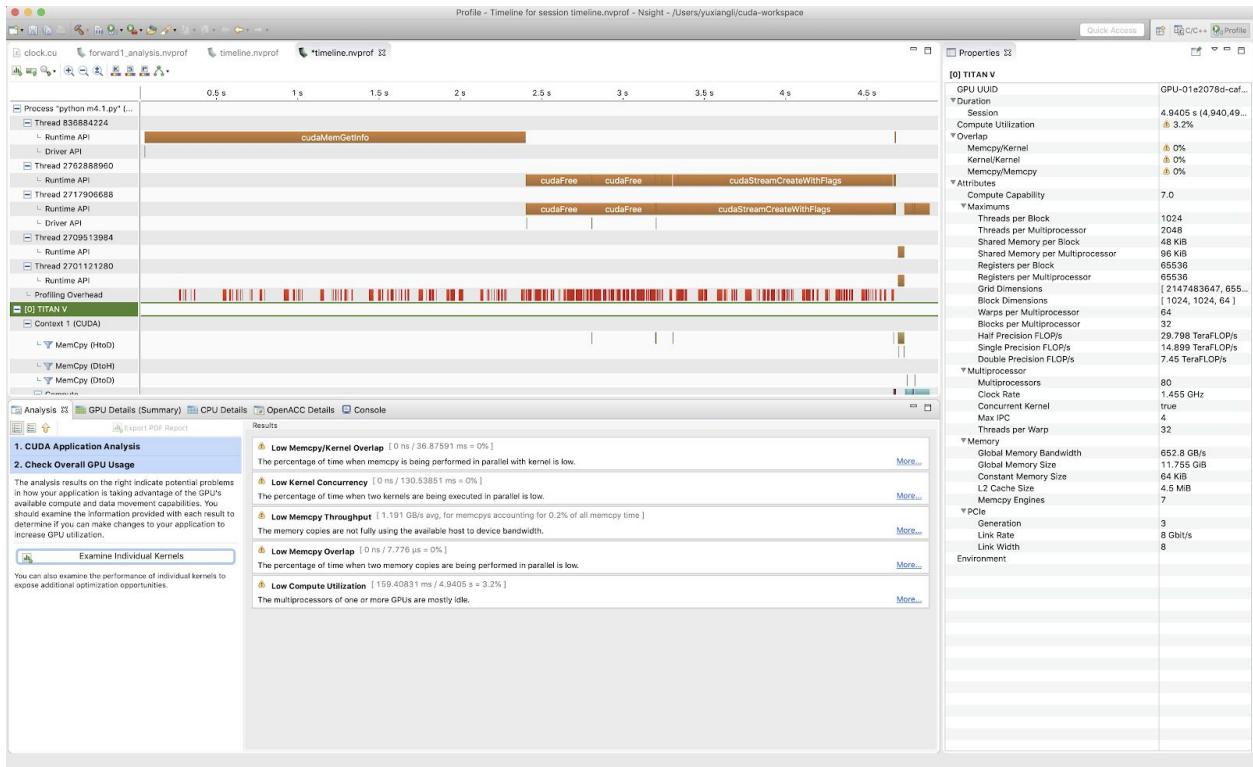 Profile - Timeline for session timeline.nvprof - Nsight - /Users/yuxiangli/cuda-workspace
Quick Access
C/C++
Profile
clock.cu
forward1_analysis.nvprof
timeline.nvprof
*timeline.nvprof
0.5 s
1 s
1.5 s
2 s
2.5 s
3 s
3.5 s
4 s
4.5 s
Process "python m4.1.py" (...
Thread 836884224
Runtime API
cudaMemGetInfo
Driver API
Thread 2762888960
Runtime API
cudaFree
cudaFree
cudaStreamCreateWithFlags
Thread 2717906688
Runtime API
cudaFree
cudaFree
cudaStreamCreateWithFlags
Driver API
Thread 2709513984
Runtime API
Thread 2701121280
Runtime API
Profiling Overhead
[0] TITAN V
Context 1 (CUDA)
MemCpy (HtoD)
MemCpy (DtoH)
MemCpy (DtoD)
Compute
Analysis
GPU Details (Summary)
CPU Details
OpenACC Details
Console
Export PDF Report
1. CUDA Application Analysis
2. Check Overall GPU Usage
The analysis results on the right indicate potential problems
in how your application is taking advantage of the GPU's
available compute and data movement capabilities. You
should examine the information provided with each result to
determine if you can make changes to your application to
increase GPU utilization.
Examine Individual Kernels
You can also examine the performance of individual kernels to
expose additional optimization opportunities.
Results
Low Memcpy/Kernel Overlap [ 0 ns / 36.87591 ms = 0% ]
The percentage of time when memcpy is being performed in parallel with kernel is low.
More...
Low Kernel Concurrency [ 0 ns / 130.53851 ms = 0% ]
The percentage of time when two kernels are being executed in parallel is low.
More...
Low Memcpy Throughput [ 1.191 GB/s avg, for memcpys accounting for 0.2% of all memcpy time ]
The memory copies are not fully using the available host to device bandwidth.
More...
Low Memcpy Overlap [ 0 ns / 7.776 µs = 0% ]
The percentage of time when two memory copies are being performed in parallel is low.
More...
Low Compute Utilization [ 159.40831 ms / 4.9405 s = 3.2% ]
The multiprocessors of one or more GPUs are mostly idle.
More...
Properties
[0] TITAN V
GPU UUID GPU-01e2078d-caf...
Duration
Session 4.9405 s (4,940,49...
Compute Utilization 3.2%
Overlap
Memcpy/Kernel 0%
Kernel/Kernel 0%
Memcpy/Memcpy 0%
Attributes
Compute Capability 7.0
Maximums
Threads per Block 1024
Threads per Multiprocessor 2048
Shared Memory per Block 48 KiB
Shared Memory per Multiprocessor 96 KiB
Registers per Block 65536
Registers per Multiprocessor 65536
Grid Dimensions [ 2147483647, 655...
Block Dimensions [ 1024, 1024, 64 ]
Warps per Multiprocessor 64
Blocks per Multiprocessor 32
Half Precision FLOP/s 29.798 TeraFLOP/s
Single Precision FLOP/s 14.899 TeraFLOP/s
Double Precision FLOP/s 7.45 TeraFLOP/s
Multiprocessor
Multiprocessors 80
Clock Rate 1.455 GHz
Concurrent Kernel true
Max IPC 4
Threads per Warp 32
Memory
Global Memory Bandwidth 652.8 GB/s
Global Memory Size 11.755 GiB
Constant Memory Size 64 KiB
L2 Cache Size 4.5 MiB
Memcpy Engines 7
PCIe
Generation 3
Link Rate 8 Gbit/s
Link Width 8
Environment